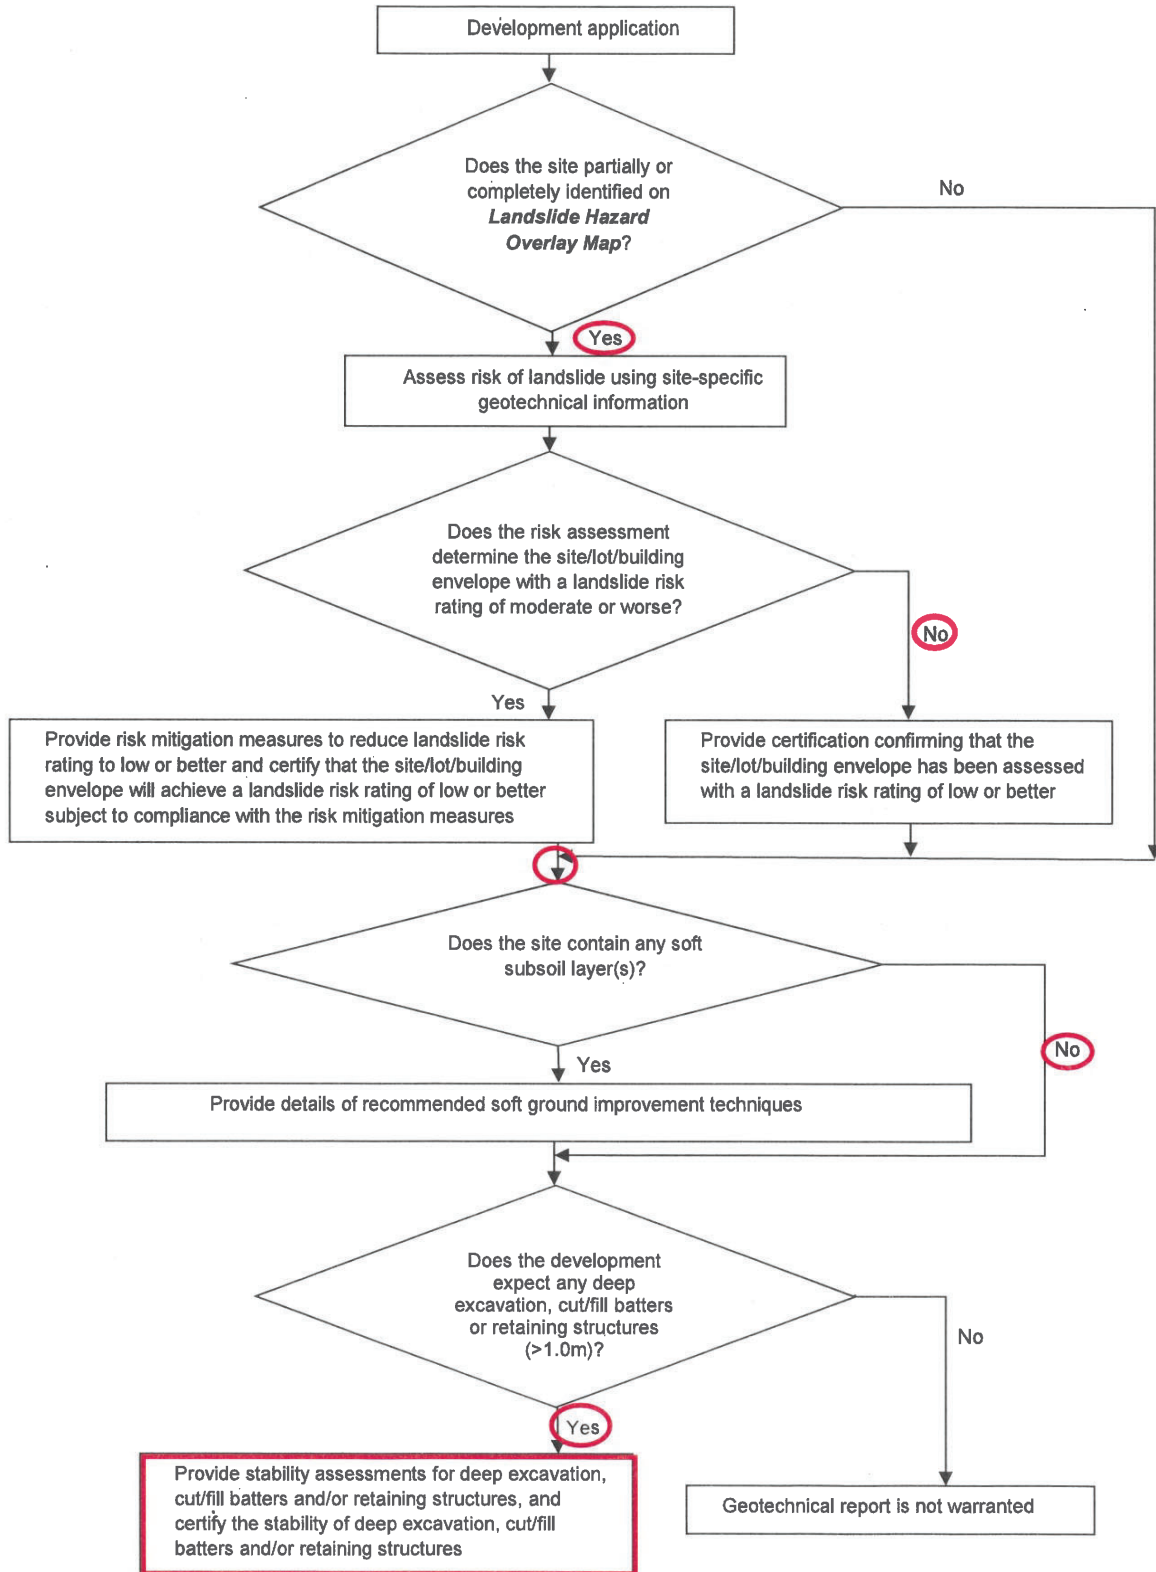 Development application
Does the site partially or
completely identified on
Landslide Hazard
Overlay Map?
No
Yes
Assess risk of landslide using site-specific
geotechnical information
Does the risk assessment
determine the site/lot/building
envelope with a landslide risk
rating of moderate or worse?
No
Yes
Provide risk mitigation measures to reduce landslide risk
rating to low or better and certify that the site/lot/building
envelope will achieve a landslide risk rating of low or better
subject to compliance with the risk mitigation measures
Provide certification confirming that the
site/lot/building envelope has been assessed
with a landslide risk rating of low or better
Does the site contain any soft
subsoil layer(s)?
No
Yes
Provide details of recommended soft ground improvement techniques
Does the development
expect any deep
excavation, cut/fill batters
or retaining structures
(>1.0m)?
No
Yes
Provide stability assessments for deep excavation,
cut/fill batters and/or retaining structures, and
certify the stability of deep excavation, cut/fill
batters and/or retaining structures
Geotechnical report is not warranted